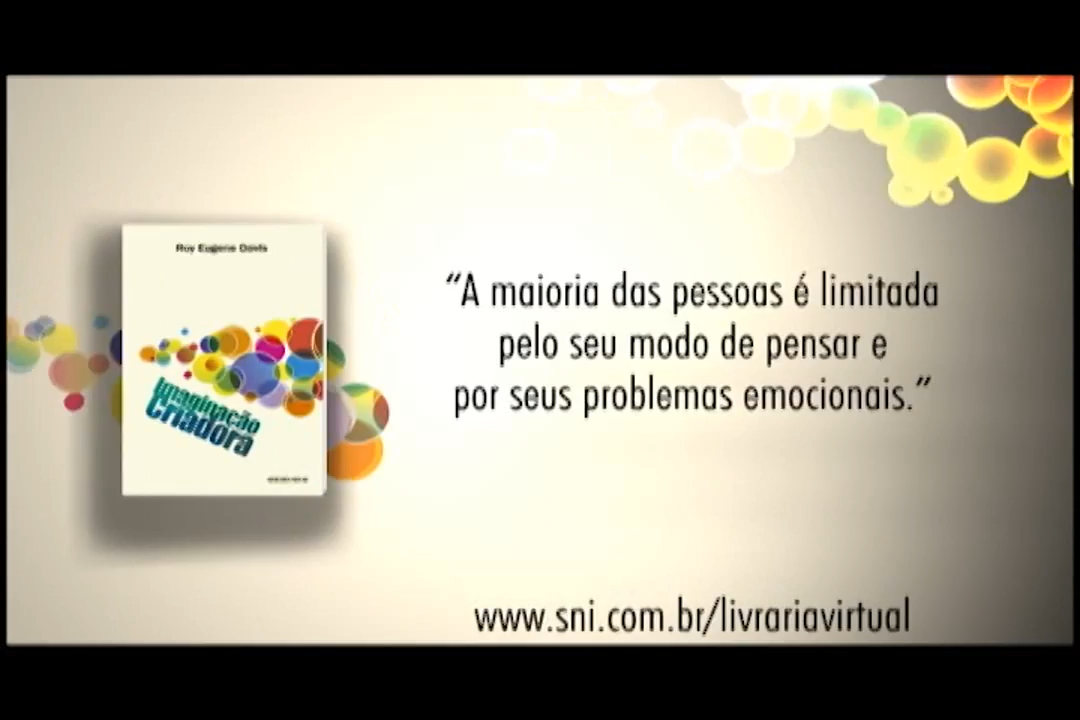 Roy Eugene Davis
Imaginação
Criadora
“A maioria das pessoas é limitada
pelo seu modo de pensar e
por seus problemas emocionais.”
www.sni.com.br/livrariavirtual